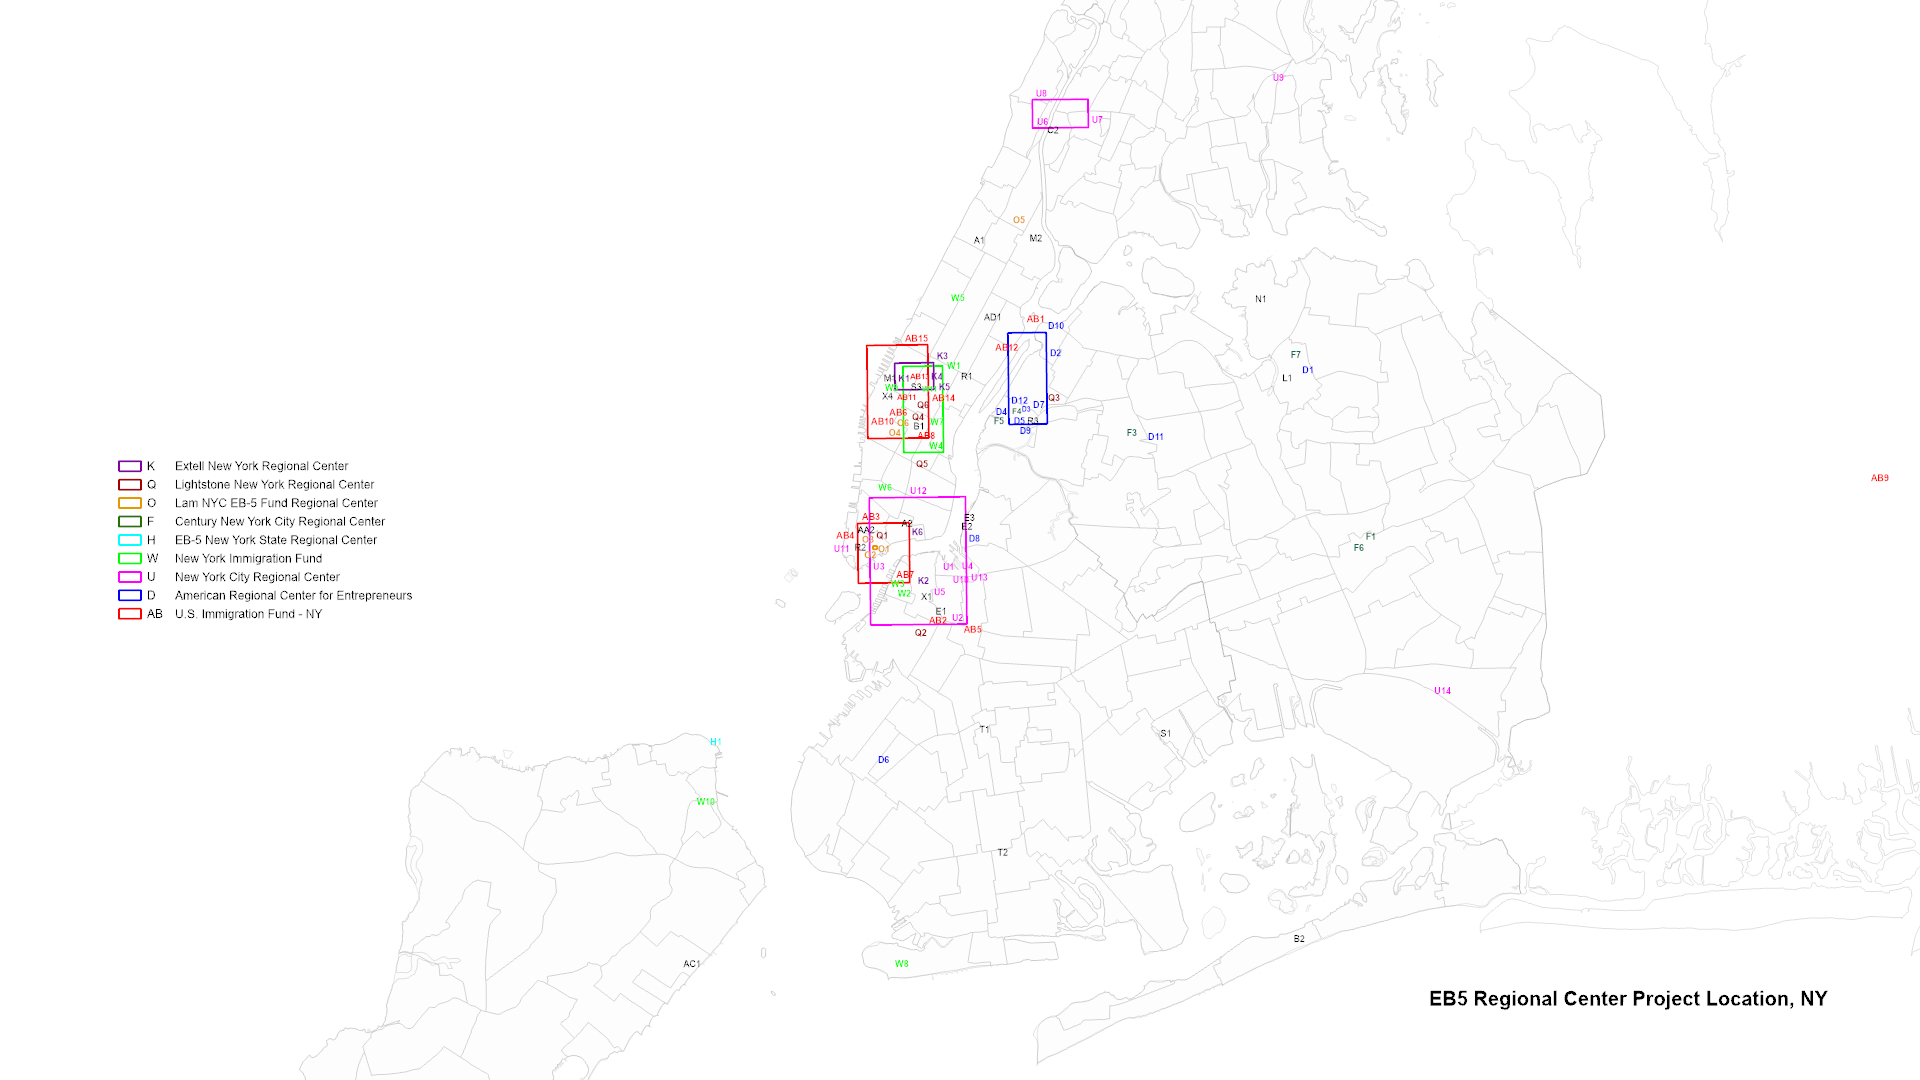 U9
U8
U6
U7
C2
O5
A1
M2
W5
AD1
AB1
D10
AB15
AB12
D2
K3
W1
F7
D1
L1
N1
M1
K1
AB13
K4
R1
S3
K5
X4
AB11
AB14
Q6
D12
D7
Q3
AB6
Q4
D4
F4
D3
AB10
O6
B1
W7
F5
D5
R3
O4
AB8
D9
F3
D11
W4
Q5
AB9
W6
U12
AB3
A2
E3
E2
AA2
K6
AB4
O3
Q1
D8
F1
U11
R2
O1
F6
O2
U3
U1
U4
AB7
U10
U13
W3
K2
W2
X1
U5
E1
AB2
U2
Q2
AB5
K Extell New York Regional Center
Q Lightstone New York Regional Center
O Lam NYC EB-5 Fund Regional Center
F Century New York City Regional Center
H EB-5 New York State Regional Center
W New York Immigration Fund
U New York City Regional Center
D American Regional Center for Entrepreneurs
AB U.S. Immigration Fund - NY
U14
T1
S1
H1
D6
W10
T2
B2
W8
AC1
EB5 Regional Center Project Location, NY